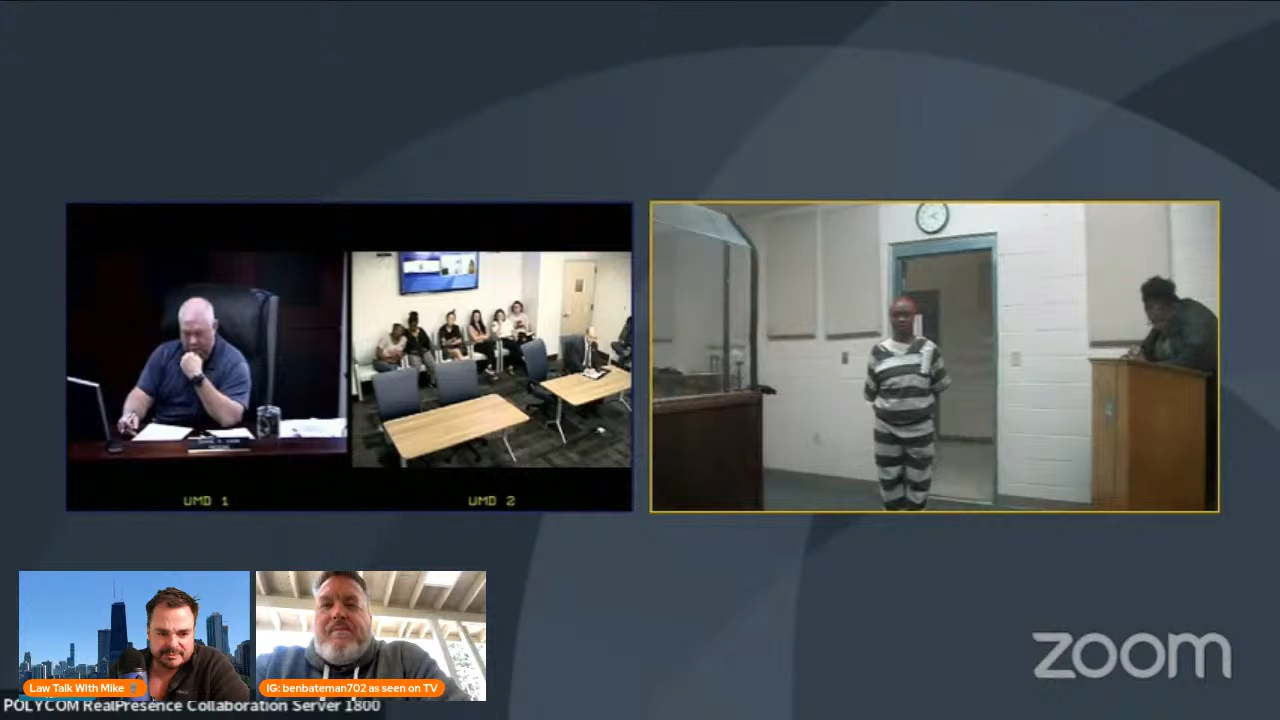 UMD 1
UMD 2
zoom
Law Talk With Mike
IG: benbateman702 as seen on TV
POLYCOM RealPresence Collaboration Server 1800